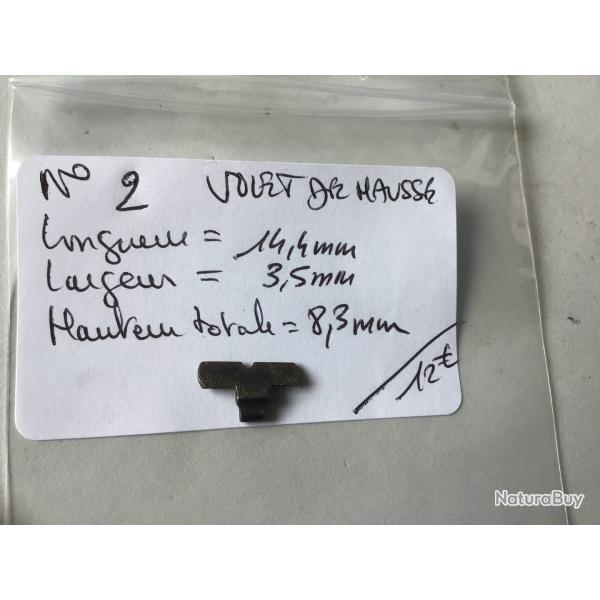 N° 2 VOLET DE HAUSSE
Longueur = 14,4mm
Largeur = 3,5mm
Hauteur totale = 8,3mm
12€
NaturaBuy